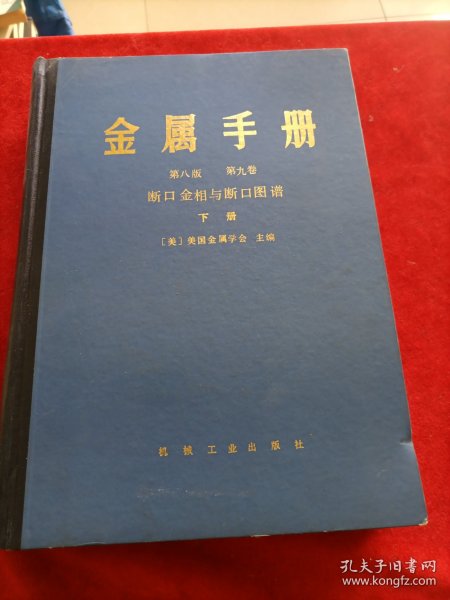 金属手册
第八版 第九卷
断口金相与断口图谱
下册
〔美〕美国金属学会 主编
机械工业出版社
孔夫子旧书网
www.kongfz.com